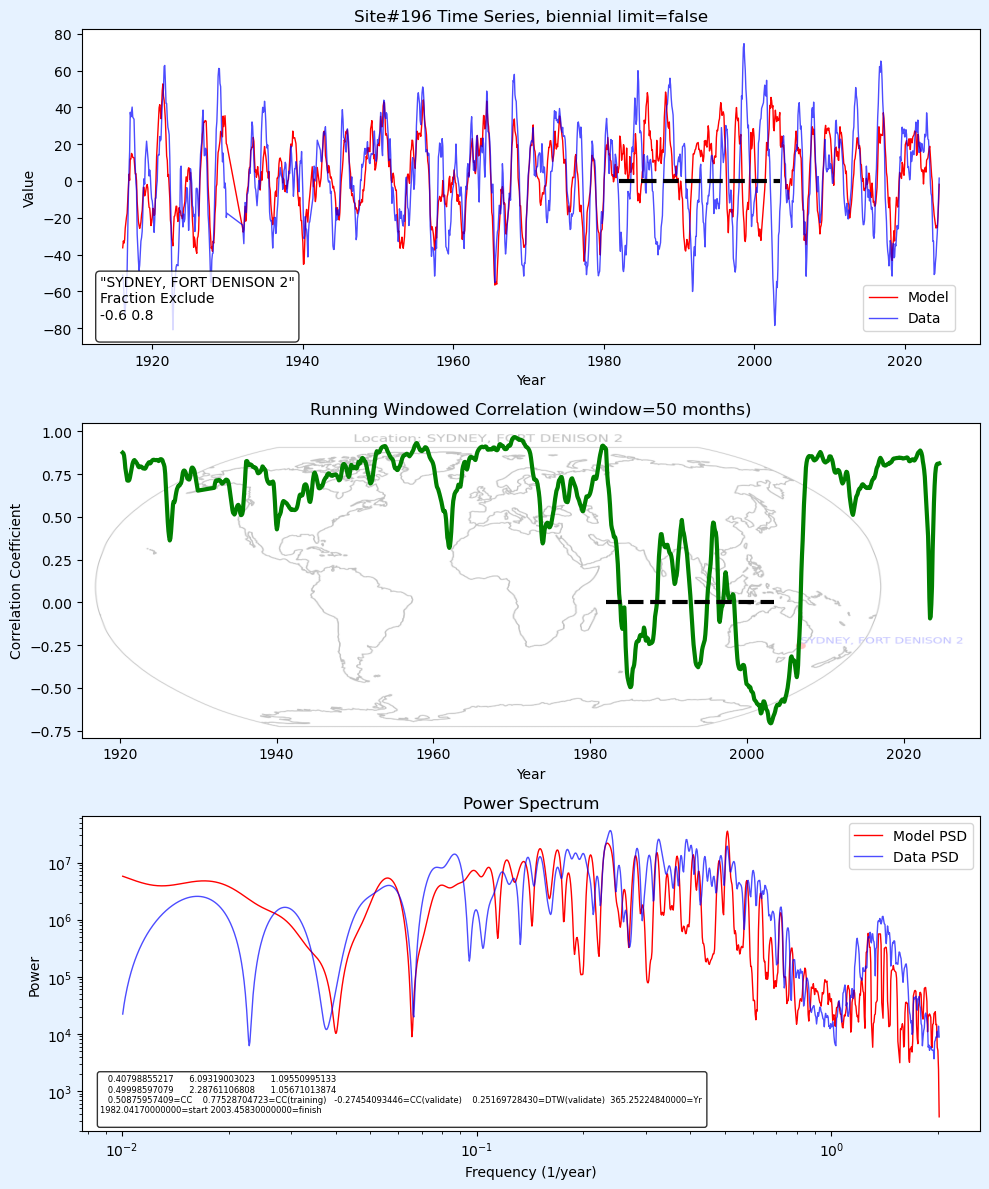 Site#196 Time Series, biennial limit=false
80
60
40
20
0
−20
−40
−60
−80
Value
"SYDNEY, FORT DENISON 2"
Fraction Exclude
-0.6 0.8
Model
Data
1920
1940
1960
1980
2000
2020
Year
Running Windowed Correlation (window=50 months)
Location: SYDNEY, FORT DENISON 2
1.00
0.75
0.50
0.25
0.00
−0.25
−0.50
−0.75
Correlation Coefficient
SYDNEY, FORT DENISON 2
1920
1940
1960
1980
2000
2020
Year
Power Spectrum
Model PSD
Data PSD
10⁷
10⁶
10⁵
10⁴
10³
Power
0.40798855217 6.09319003023 1.09550995133
0.49998597079 2.28761106808 1.05671013874
0.50875957409=CC 0.77528704723=CC(training) -0.27454093446=CC(validate) 0.25169728430=DTW(validate) 365.25224840000=Yr
1982.04170000000=start 2003.45830000000=finish
10⁻²
10⁻¹
10⁰
Frequency (1/year)